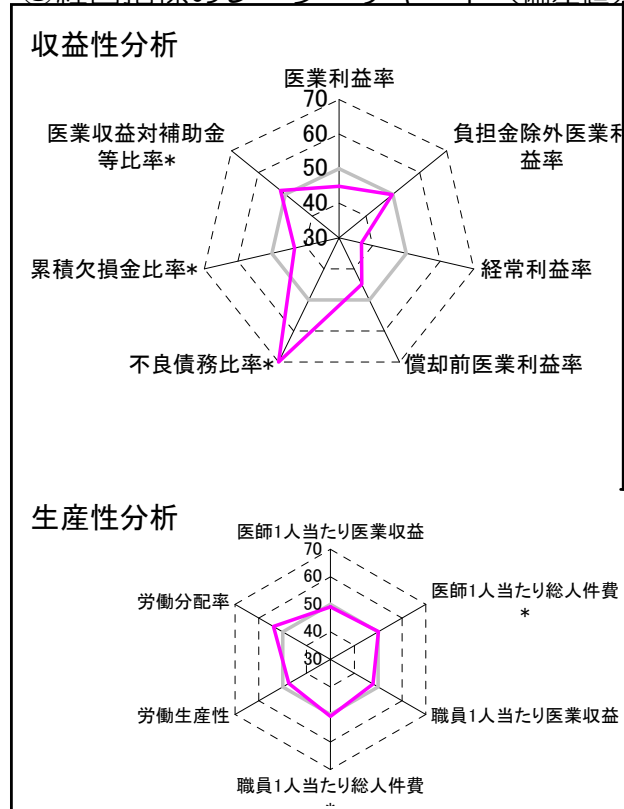 収益性分析
医業利益率
70
60
50
40
30
負担金除外医業利
益率
経常利益率
償却前医業利益率
不良債務比率*
累積欠損金比率*
医業収益対補助金
等比率*
生産性分析
医師1人当たり医業収益
70
60
50
40
30
医師1人当たり総人件費
*
職員1人当たり医業収益
職員1人当たり総人件費
*
労働生産性
労働分配率